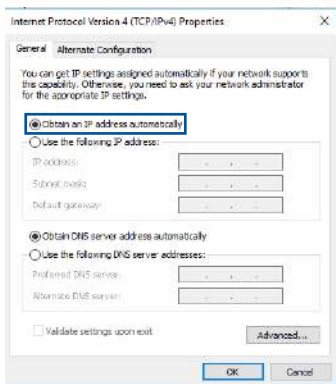 Internet Protocol Version 4 (TCP/IPv4) Properties
General Alternate Configuration
You can get IP settings assigned automatically if your network supports
this capability. Otherwise, you need to ask your network administrator
for the appropriate IP settings.
Obtain an IP address automatically
Use the following IP address:
IP address:
Subnet mask:
Default gateway:
Obtain DNS server address automatically
Use the following DNS server addresses:
Preferred DNS server:
Alternate DNS server:
Validate settings upon exit
Advanced...
OK Cancel